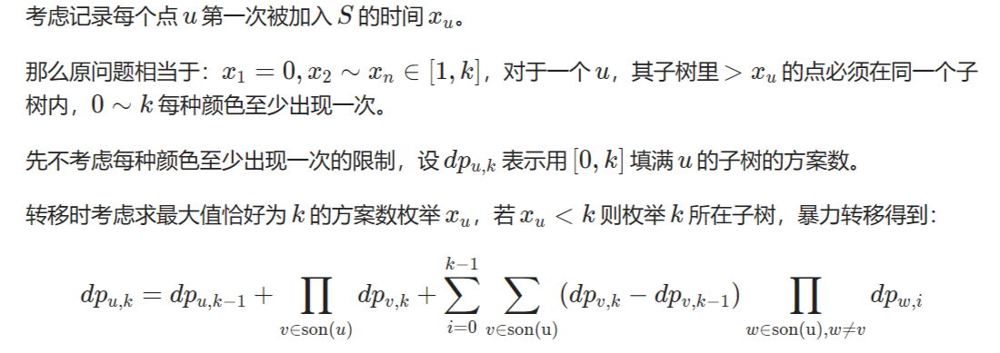 考虑记录每个点 $u$ 第一次被加入 $S$ 的时间 $x_u$。
那么原问题相当于：$x_1 = 0, x_2 \sim x_n \in [1, k]$，对于一个 $u$，其子树里 $> x_u$ 的点必须在同一个子
树内，$0 \sim k$ 每种颜色至少出现一次。
先不考虑每种颜色至少出现一次的限制，设 $dp_{u,k}$ 表示用 $[0, k]$ 填满 $u$ 的子树的方案数。
转移时考虑求最大值恰好为 $k$ 的方案数枚举 $x_u$，若 $x_u < k$ 则枚举 $k$ 所在子树，暴力转移得到：
$dp_{u,k} = dp_{u,k-1} + \prod_{v \in \text{son}(u)} dp_{v,k} + \sum_{i=0}^{k-1} \sum_{v \in \text{son(u)}} (dp_{v,k} - dp_{v,k-1}) \prod_{w \in \text{son(u)}, w \neq v} dp_{w,i}$